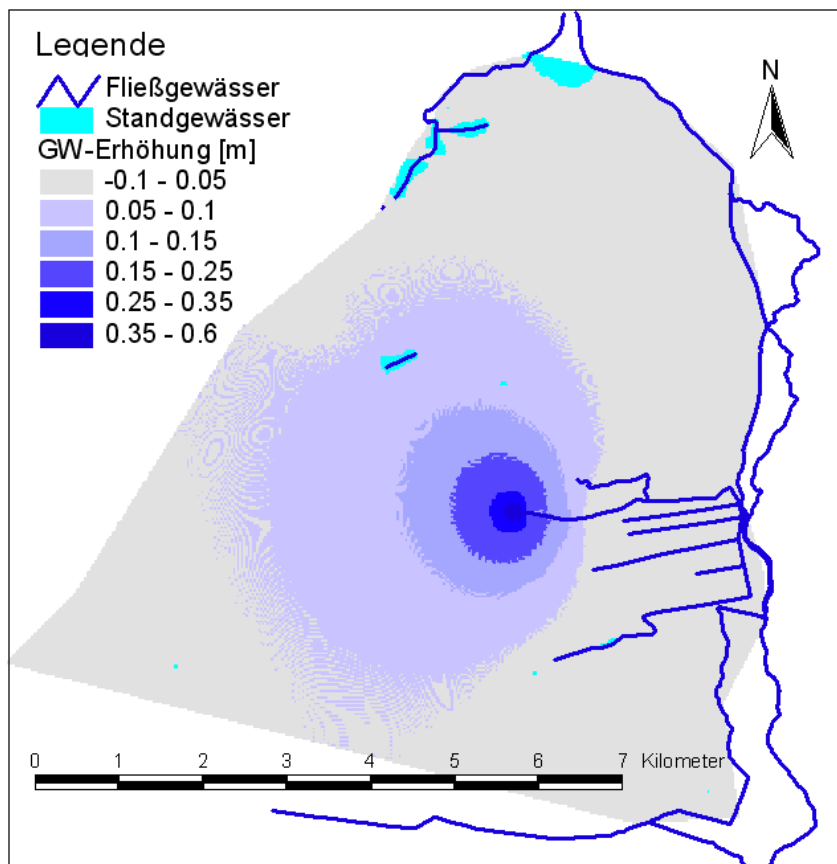 Legende
Fließgewässer
Standgewässer
GW-Erhöhung [m]
-0.1 - 0.05
0.05 - 0.1
0.1 - 0.15
0.15 - 0.25
0.25 - 0.35
0.35 - 0.6
N
0 1 2 3 4 5 6 7 Kilometer